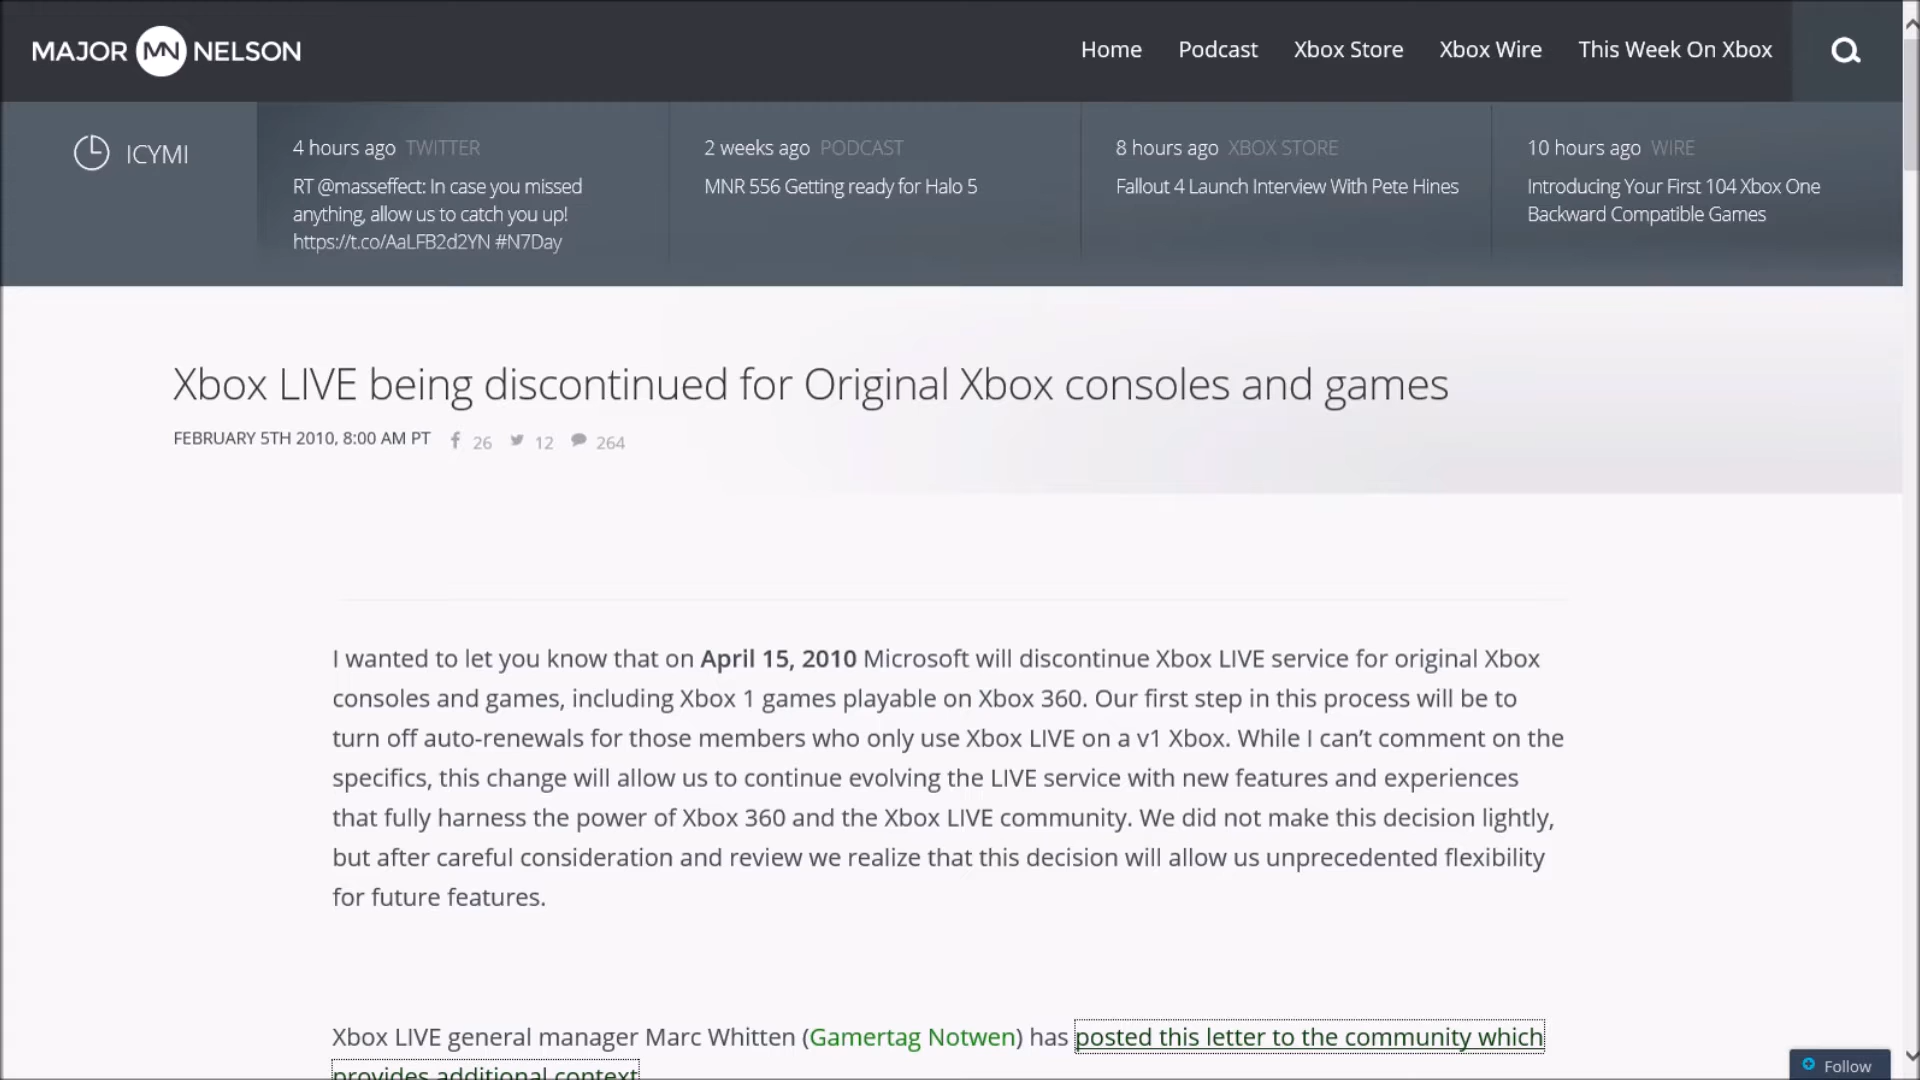 MAJOR MN NELSON
Home Podcast Xbox Store Xbox Wire This Week On Xbox
ICYMI
4 hours ago TWITTER
RT @masseffect: In case you missed
anything, allow us to catch you up!
https://t.co/AaLFB2d2YN #N7Day
2 weeks ago PODCAST
MNR 556 Getting ready for Halo 5
8 hours ago XBOX STORE
Fallout 4 Launch Interview With Pete Hines
10 hours ago WIRE
Introducing Your First 104 Xbox One
Backward Compatible Games
Xbox LIVE being discontinued for Original Xbox consoles and games
FEBRUARY 5TH 2010, 8:00 AM PT 26 12 264
I wanted to let you know that on April 15, 2010 Microsoft will discontinue Xbox LIVE service for original Xbox
consoles and games, including Xbox 1 games playable on Xbox 360. Our first step in this process will be to
turn off auto-renewals for those members who only use Xbox LIVE on a v1 Xbox. While I can’t comment on the
specifics, this change will allow us to continue evolving the LIVE service with new features and experiences
that fully harness the power of Xbox 360 and the Xbox LIVE community. We did not make this decision lightly,
but after careful consideration and review we realize that this decision will allow us unprecedented flexibility
for future features.
Xbox LIVE general manager Marc Whitten (Gamertag Notwen) has posted this letter to the community which
provides additional context
Follow